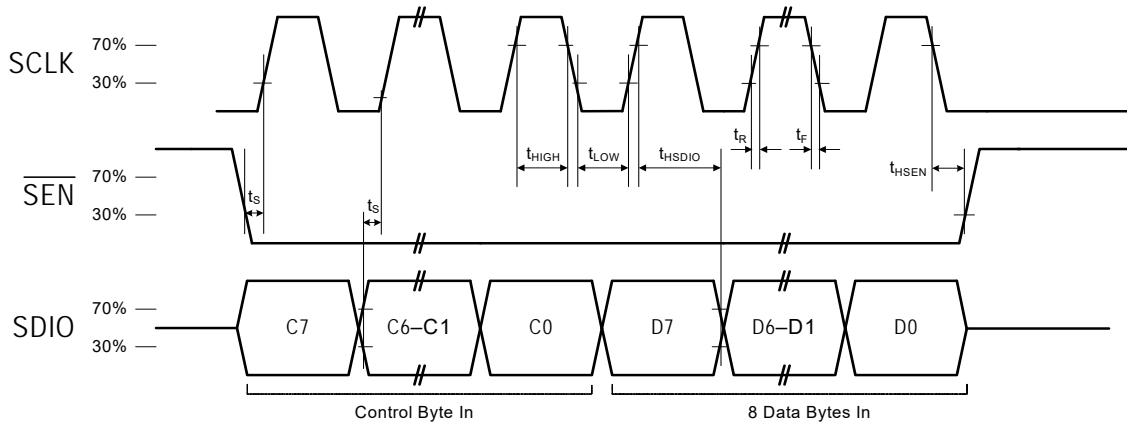 70%
SCLK
30%
tR
tF
tHIGH
tLOW
tHSDIO
tHSEN
70%
SEN
30%
tS
tS
70%
SDIO
30%
C7
C6–C1
C0
D7
D6–D1
D0
Control Byte In
8 Data Bytes In